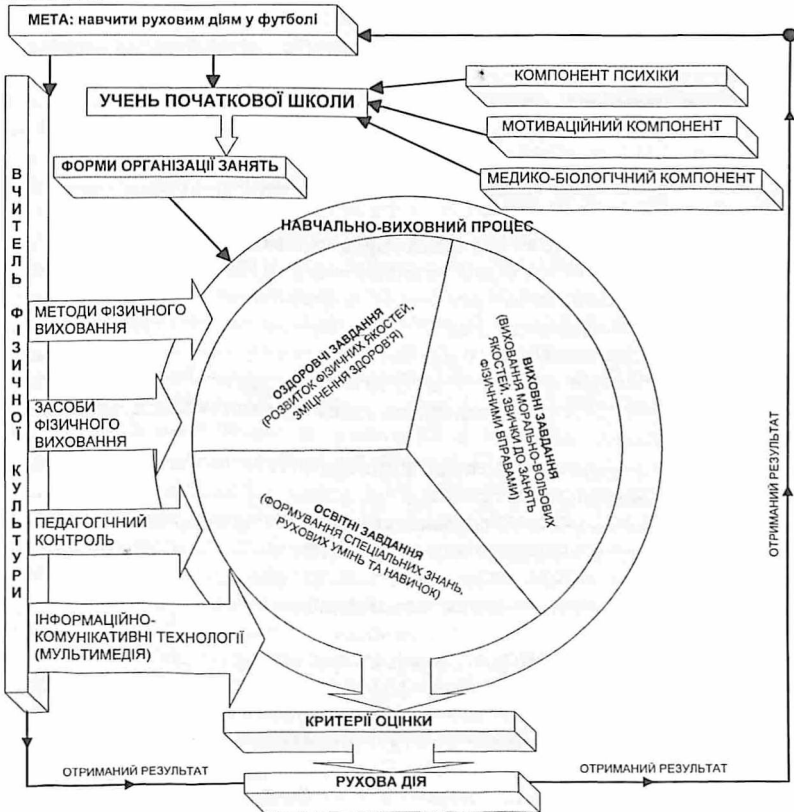 МЕТА: навчити руховим діям у футболі
УЧЕНЬ ПОЧАТКОВОЇ ШКОЛИ
КОМПОНЕНТ ПСИХІКИ
МОТИВАЦІЙНИЙ КОМПОНЕНТ
МЕДИКО-БІОЛОГІЧНИЙ КОМПОНЕНТ
ФОРМИ ОРГАНІЗАЦІЇ ЗАНЯТЬ
ВЧИТЕЛЬ ФІЗИЧНОЇ КУЛЬТУРИ
НАВЧАЛЬНО-ВИХОВНИЙ ПРОЦЕС
МЕТОДИ ФІЗИЧНОГО
ВИХОВАННЯ
ЗАСОБИ
ФІЗИЧНОГО
ВИХОВАННЯ
ПЕДАГОГІЧНИЙ
КОНТРОЛЬ
ІНФОРМАЦІЙНО-
КОМУНІКАТИВНІ ТЕХНОЛОГІЇ
(МУЛЬТИМЕДІЯ)
ОЗДОРОВЧІ ЗАВДАННЯ
(РОЗВИТОК ФІЗИЧНИХ ЯКОСТЕЙ,
ЗМІЦНЕННЯ ЗДОРОВ'Я)
ВИХОВНІ ЗАВДАННЯ
(ВИХОВАННЯ МОРАЛЬНО-ВОЛЬОВИХ
ЯКОСТЕЙ, ЗВИЧКИ ДО ЗАНЯТЬ
ФІЗИЧНИМИ ВПРАВАМИ)
ОСВІТНІ ЗАВДАННЯ
(ФОРМУВАННЯ СПЕЦІАЛЬНИХ ЗНАНЬ,
РУХОВИХ УМІНЬ ТА НАВИЧОК)
ОТРИМАНИЙ РЕЗУЛЬТАТ
КРИТЕРІЇ ОЦІНКИ
ОТРИМАНИЙ РЕЗУЛЬТАТ
РУХОВА ДІЯ
ОТРИМАНИЙ РЕЗУЛЬТАТ